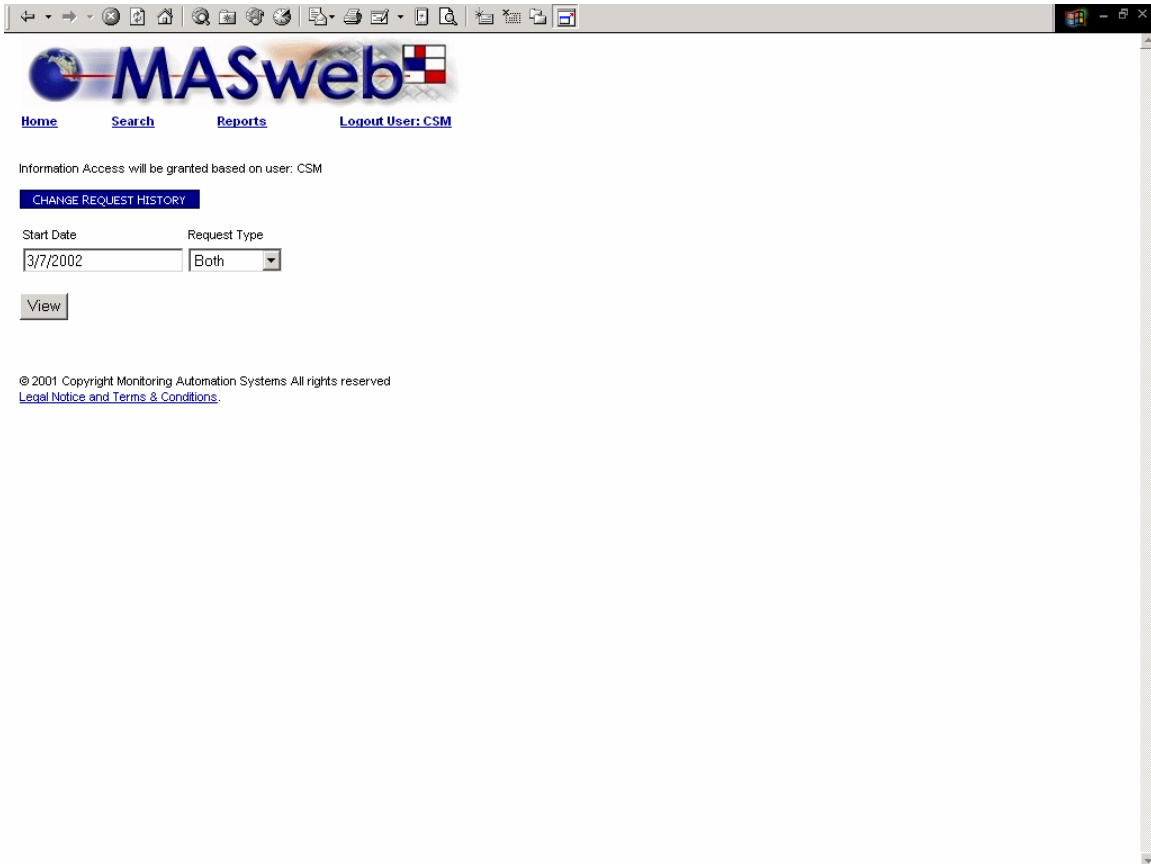 MASweb
Home Search Reports Logout User: CSM
Information Access will be granted based on user: CSM
CHANGE REQUEST HISTORY
Start Date Request Type
3/7/2002 Both
View
© 2001 Copyright Monitoring Automation Systems All rights reserved
Legal Notice and Terms & Conditions.